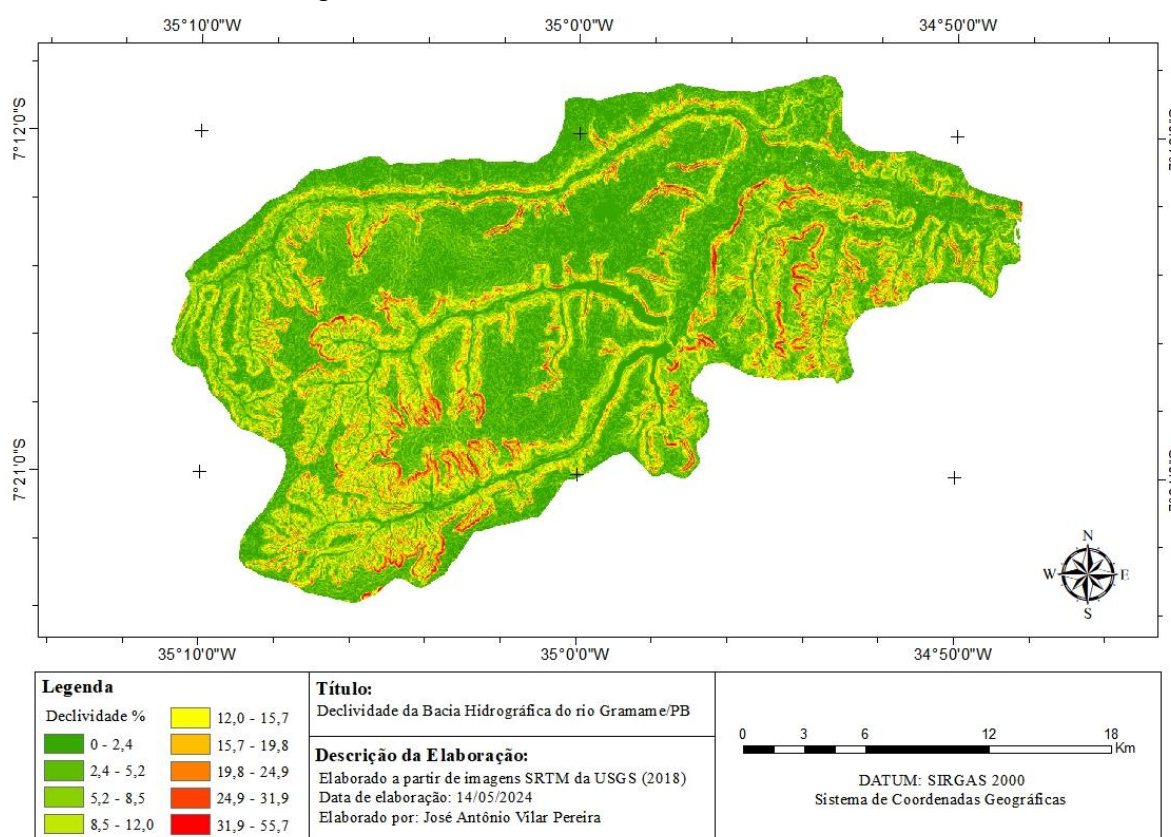 35°10'0"W 35°0'0"W 34°50'0"W
7°12'0"S
7°21'0"S
N
W E
S
35°10'0"W 35°0'0"W 34°50'0"W
Legenda
Declividade %
0 - 2,4
2,4 - 5,2
5,2 - 8,5
8,5 - 12,0
12,0 - 15,7
15,7 - 19,8
19,8 - 24,9
24,9 - 31,9
31,9 - 55,7
Título:
Declividade da Bacia Hidrográfica do rio Gramame/PB
Descrição da Elaboração:
Elaborado a partir de imagens SRTM da USGS (2018)
Data de elaboração: 14/05/2024
Elaborado por: José Antônio Vilar Pereira
0 3 6 12 18
Km
DATUM: SIRGAS 2000
Sistema de Coordenadas Geográficas